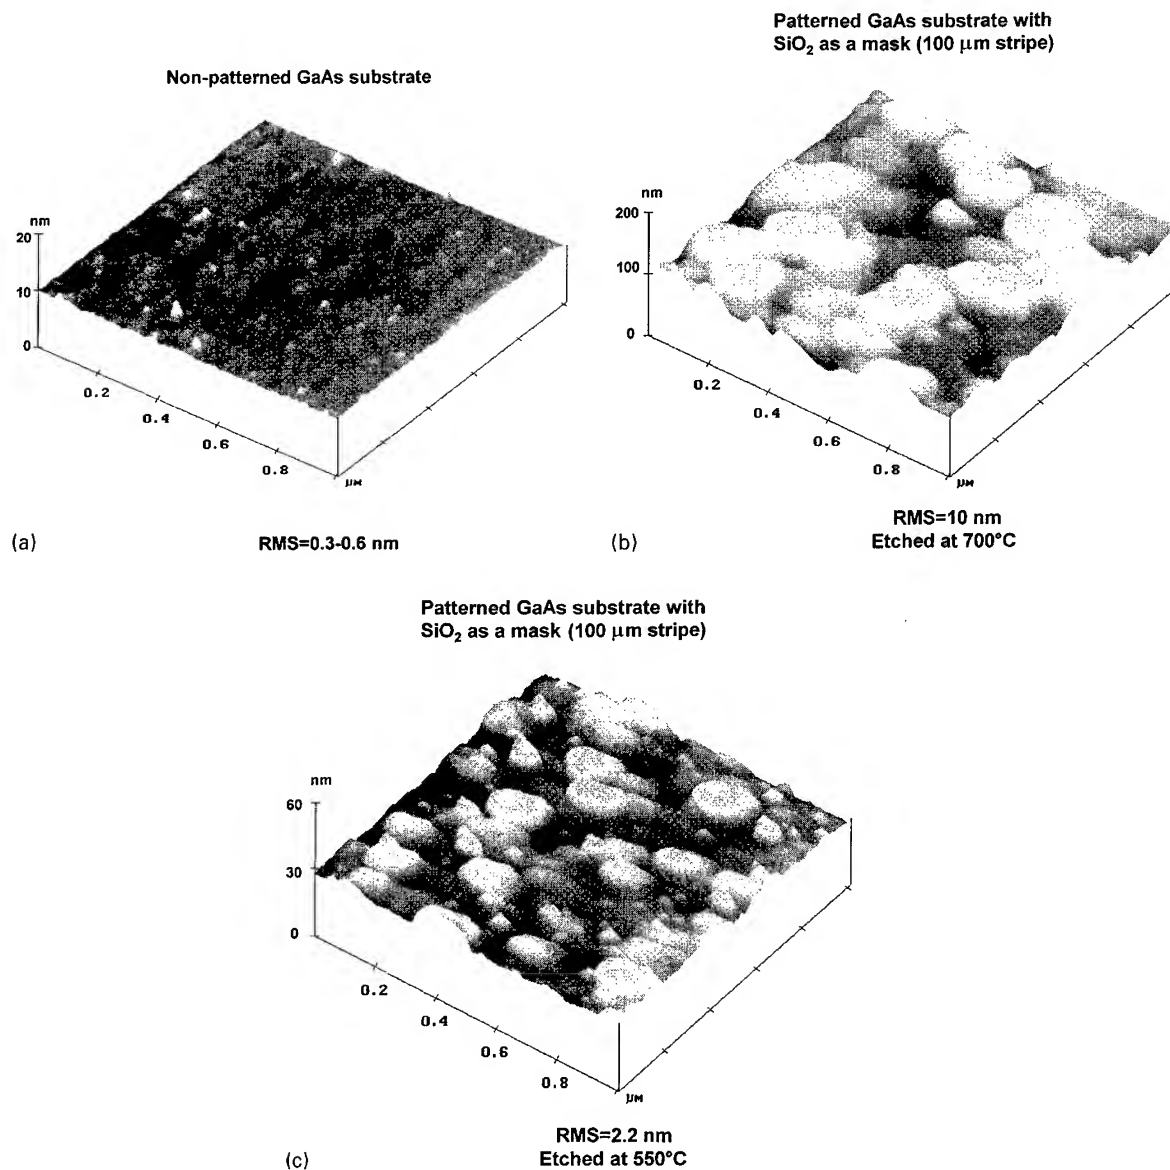 Non-patterned GaAs substrate
nm
20
10
0
0.2
0.4
0.6
0.8
μM
(a)
RMS=0.3-0.6 nm
Patterned GaAs substrate with
SiO₂ as a mask (100 μm stripe)
nm
200
100
0
0.2
0.4
0.6
0.8
μM
(b)
RMS=10 nm
Etched at 700°C
Patterned GaAs substrate with
SiO₂ as a mask (100 μm stripe)
nm
60
30
0
0.2
0.4
0.6
0.8
μM
(c)
RMS=2.2 nm
Etched at 550°C